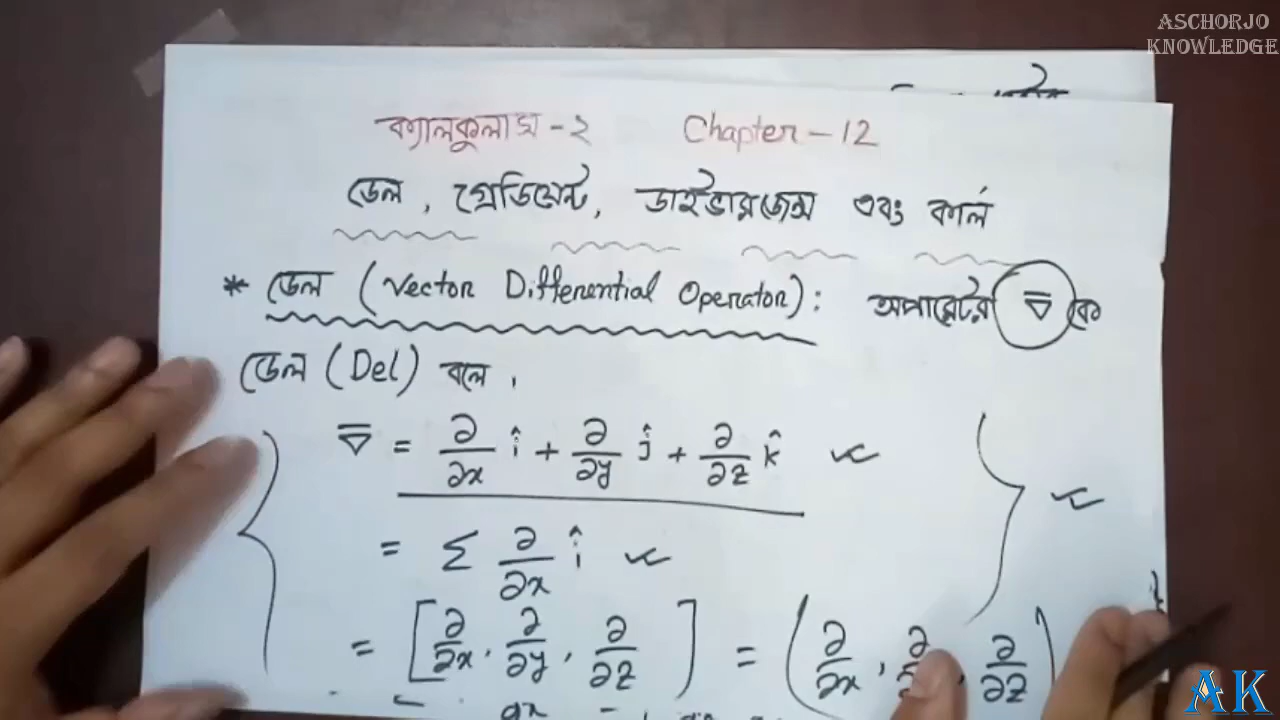 ASCHORJO
KNOWLEDGE
ক্যালকুলাস-২ Chapter-12
ডেল, গ্রেডিয়েন্ট, ডাইভারজেন্স এবং কার্ল
* ডেল (Vector Differential Operator): অপারেটর ∇̅ কে
ডেল (Del) বলে।
∇̅ = ∂/∂x î + ∂/∂y ĵ + ∂/∂z k̂
= Σ ∂/∂x î
= [∂/∂x, ∂/∂y, ∂/∂z] = (∂/∂x, ∂/, ∂/∂z)
AK